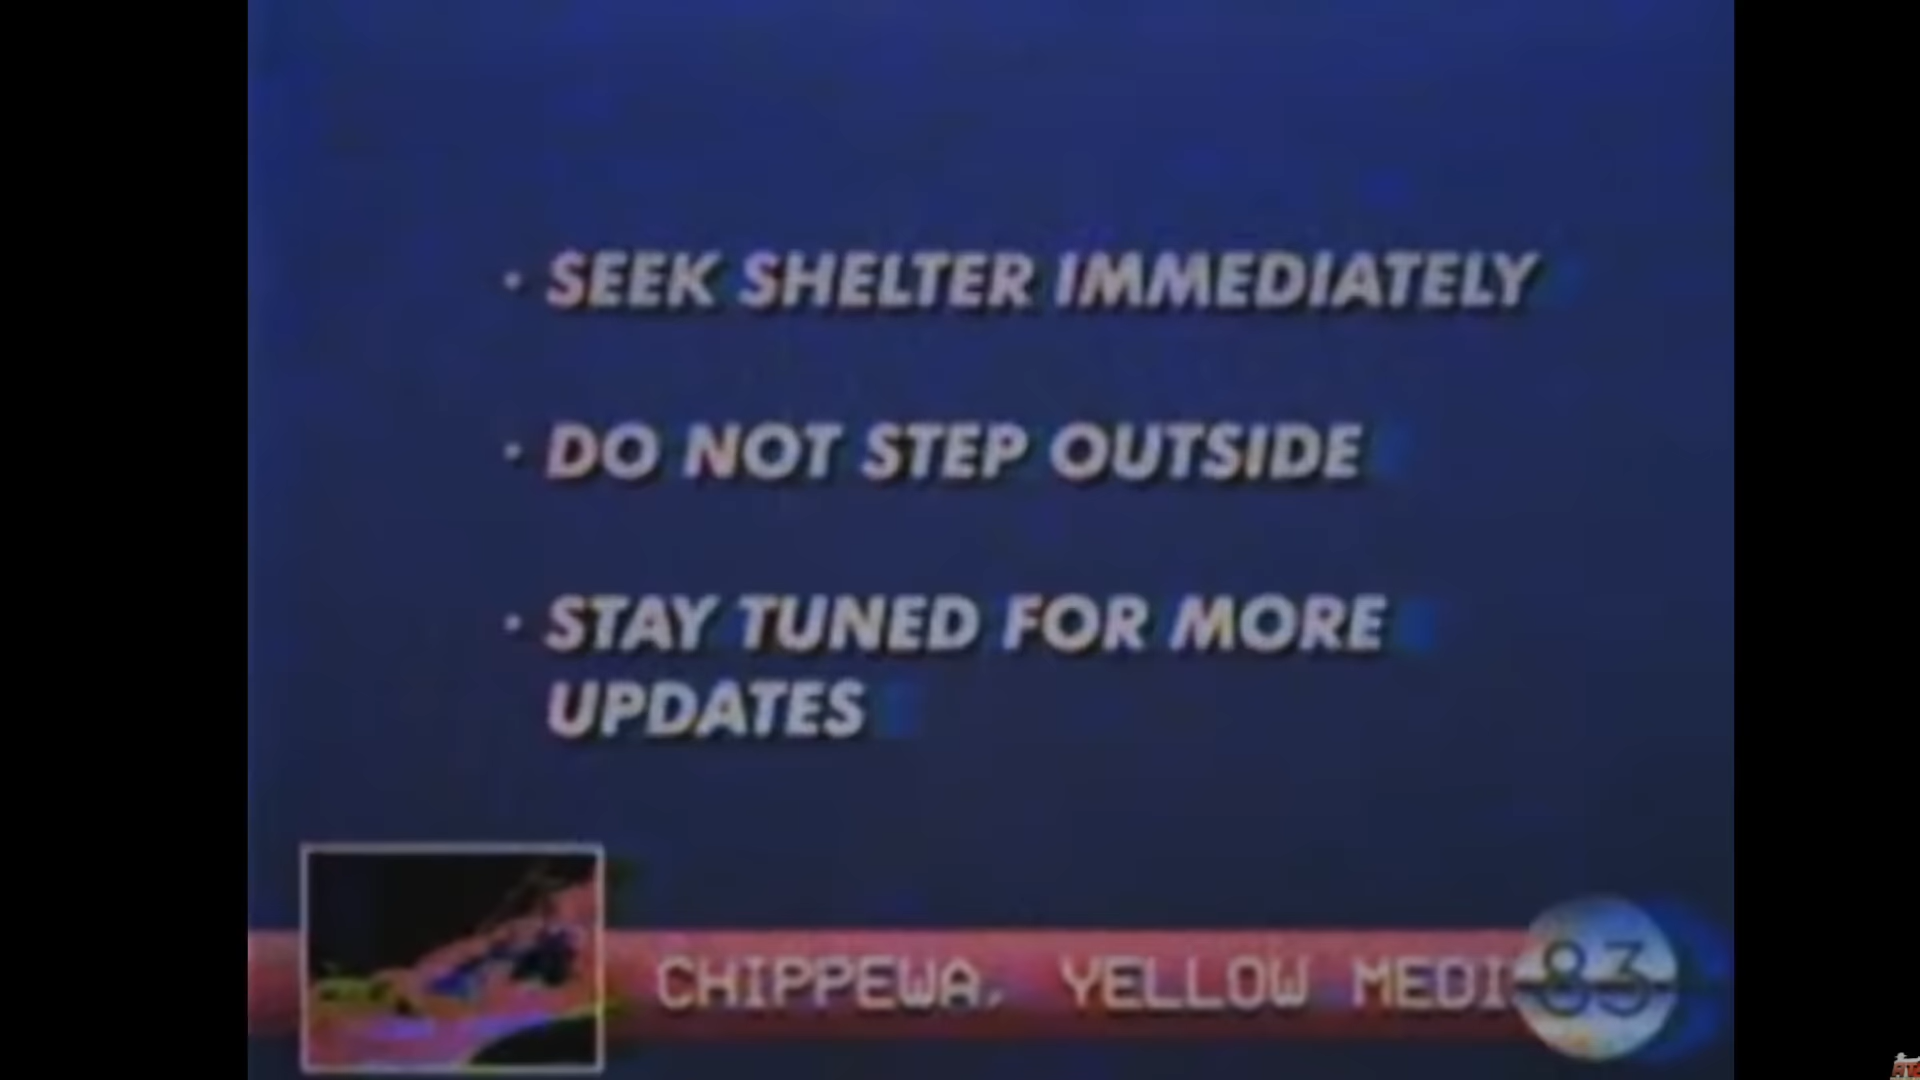 · SEEK SHELTER IMMEDIATELY
· DO NOT STEP OUTSIDE
· STAY TUNED FOR MORE
UPDATES
CHIPPEWA, YELLOW MEDI
83